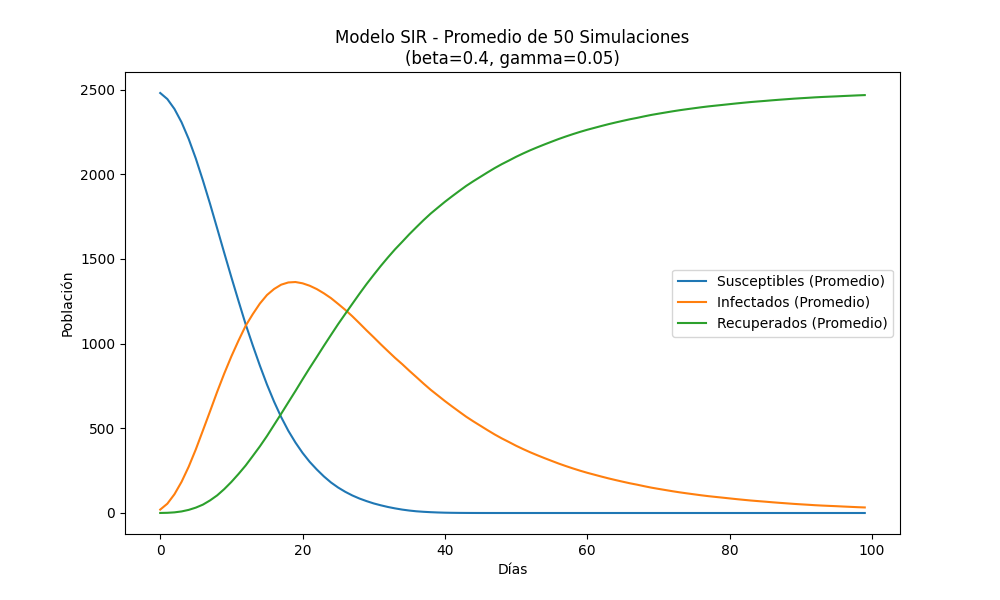 Modelo SIR - Promedio de 50 Simulaciones
(beta=0.4, gamma=0.05)
Población
2500
2000
1500
1000
500
0
Susceptibles (Promedio)
Infectados (Promedio)
Recuperados (Promedio)
0 20 40 60 80 100
Días